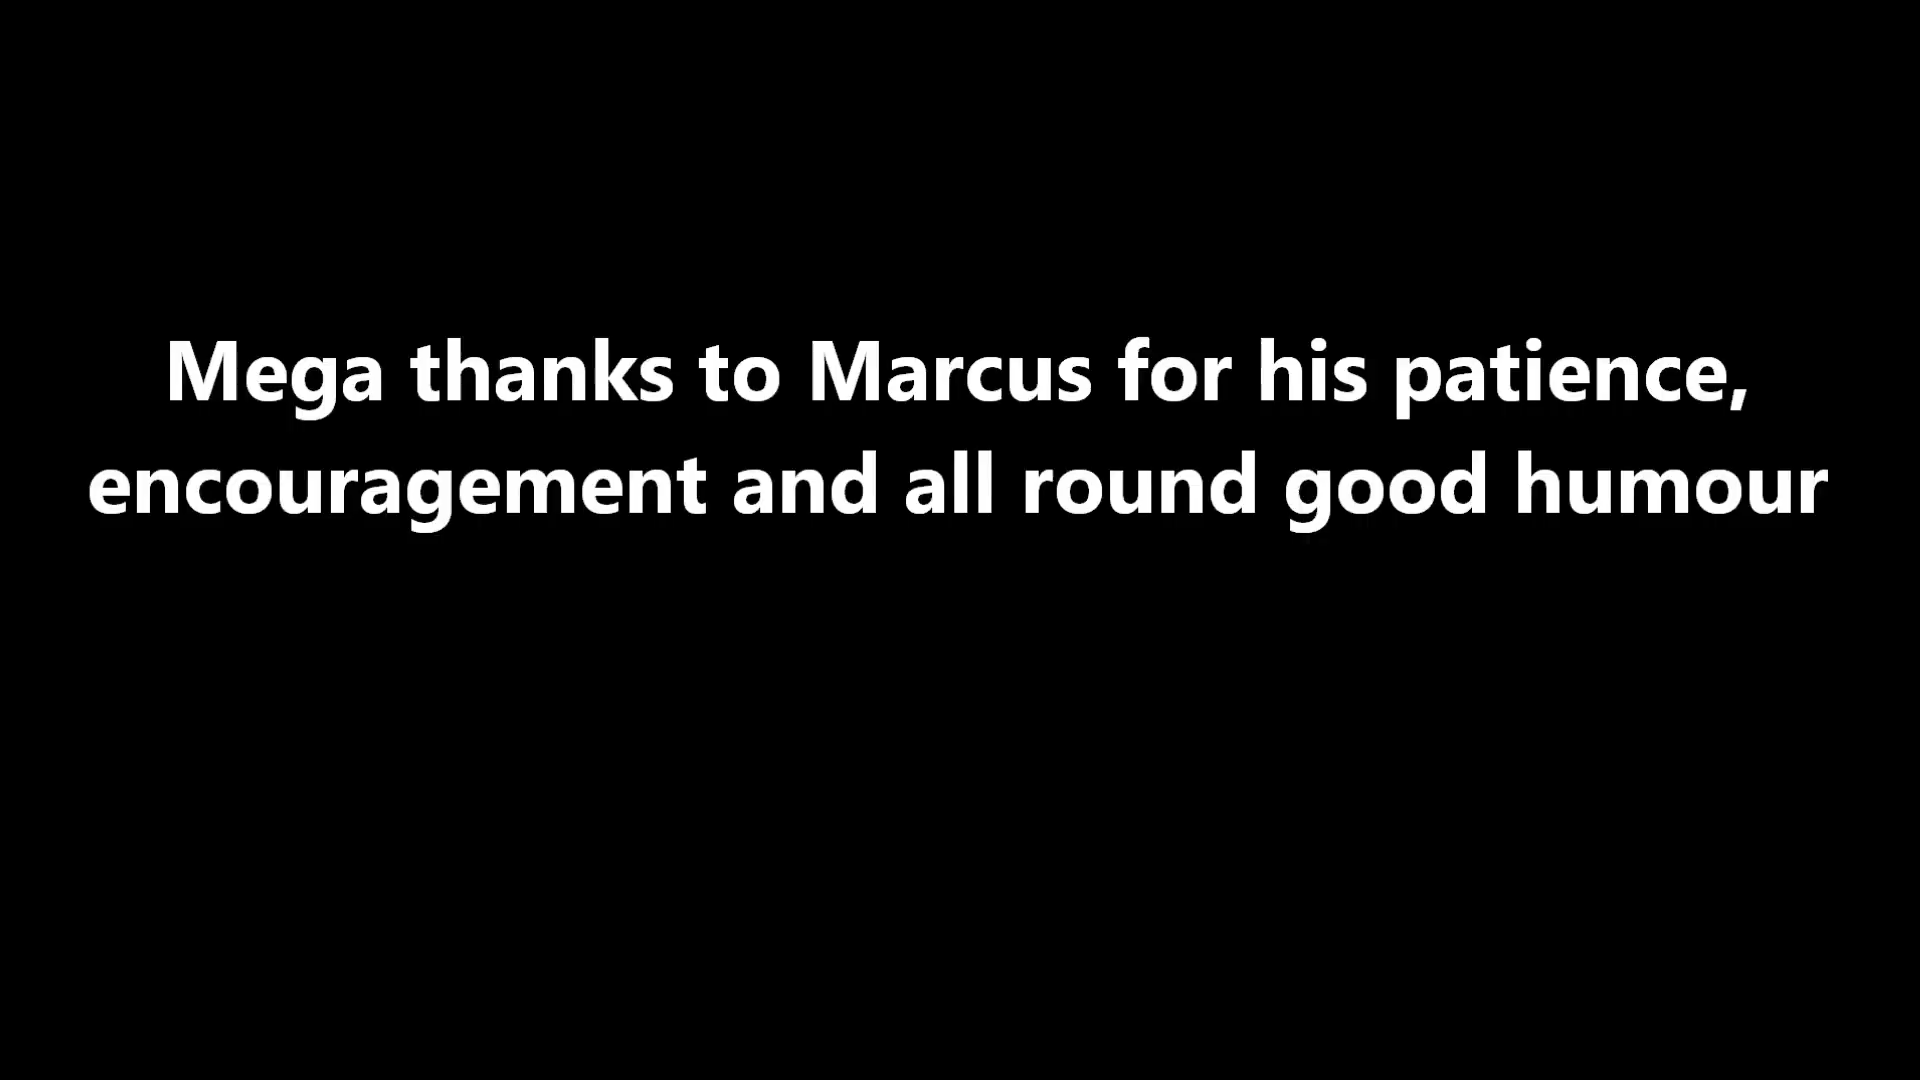 Mega thanks to Marcus for his patience,
encouragement and all round good humour